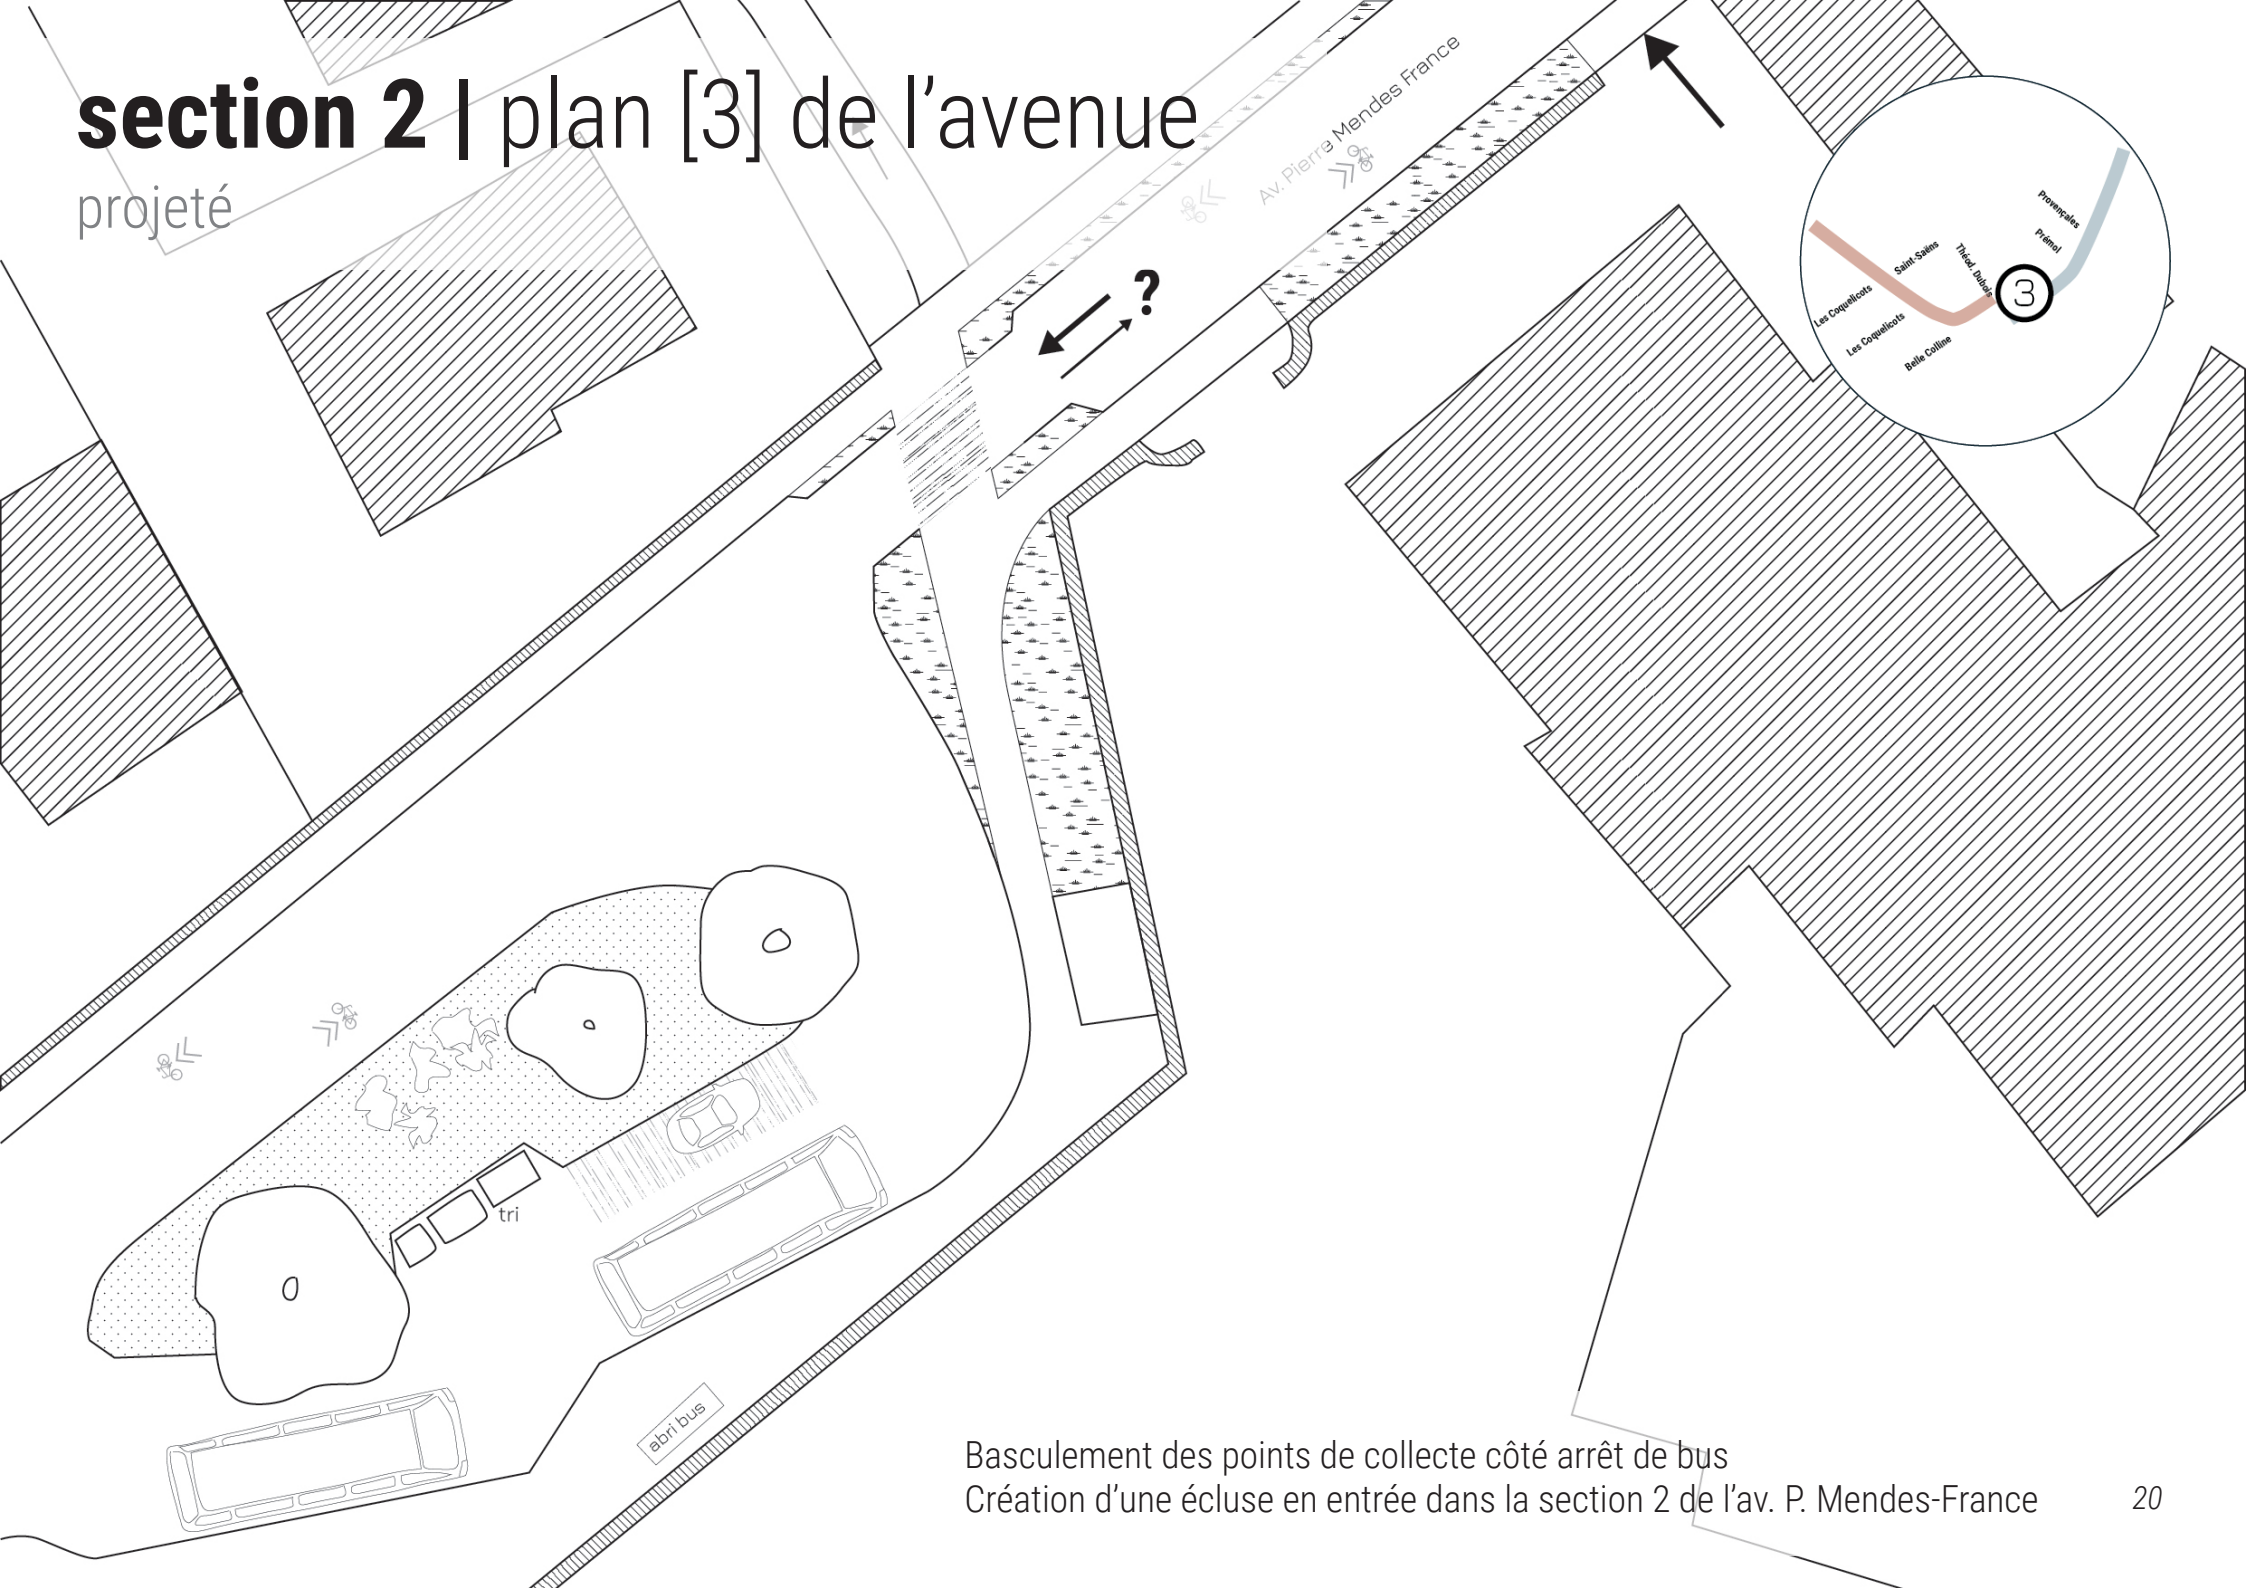 section 2 | plan [3] de l’avenue
projeté
Av. Pierre Mendes France
?
Provençales
Prémol
Saint-Saëns
Théod. Dubois
3
Les Coquelicots
Les Coquelicots
Belle Colline
tri
abri bus
Basculement des points de collecte côté arrêt de bus
Création d’une écluse en entrée dans la section 2 de l’av. P. Mendes-France
20